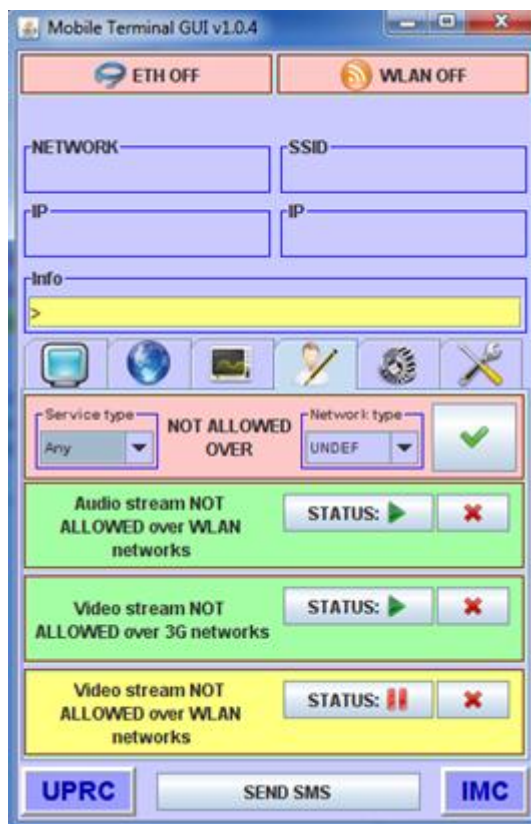 Mobile Terminal GUI v1.0.4
ETH OFF
WLAN OFF
NETWORK
SSID
IP
IP
Info
>
Service type
Any
NOT ALLOWED
OVER
Network type
UNDEF
Audio stream NOT
ALLOWED over WLAN
networks
STATUS:
Video stream NOT
ALLOWED over 3G networks
STATUS:
Video stream NOT
ALLOWED over WLAN
networks
STATUS:
UPRC
SEND SMS
IMC